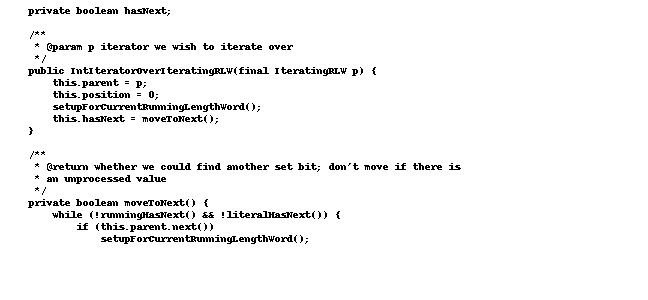 private boolean hasNext;
/**
* @param p iterator we wish to iterate over
*/
public IntIteratorOverIteratingRLW(final IteratingRLW p) {
this.parent = p;
this.position = 0;
setupForCurrentRunningLengthWord();
this.hasNext = moveToNext();
}
/**
* @return whether we could find another set bit; don't move if there is
* an unprocessed value
*/
private boolean moveToNext() {
while (!runningHasNext() && !literalHasNext()) {
if (this.parent.next())
setupForCurrentRunningLengthWord();